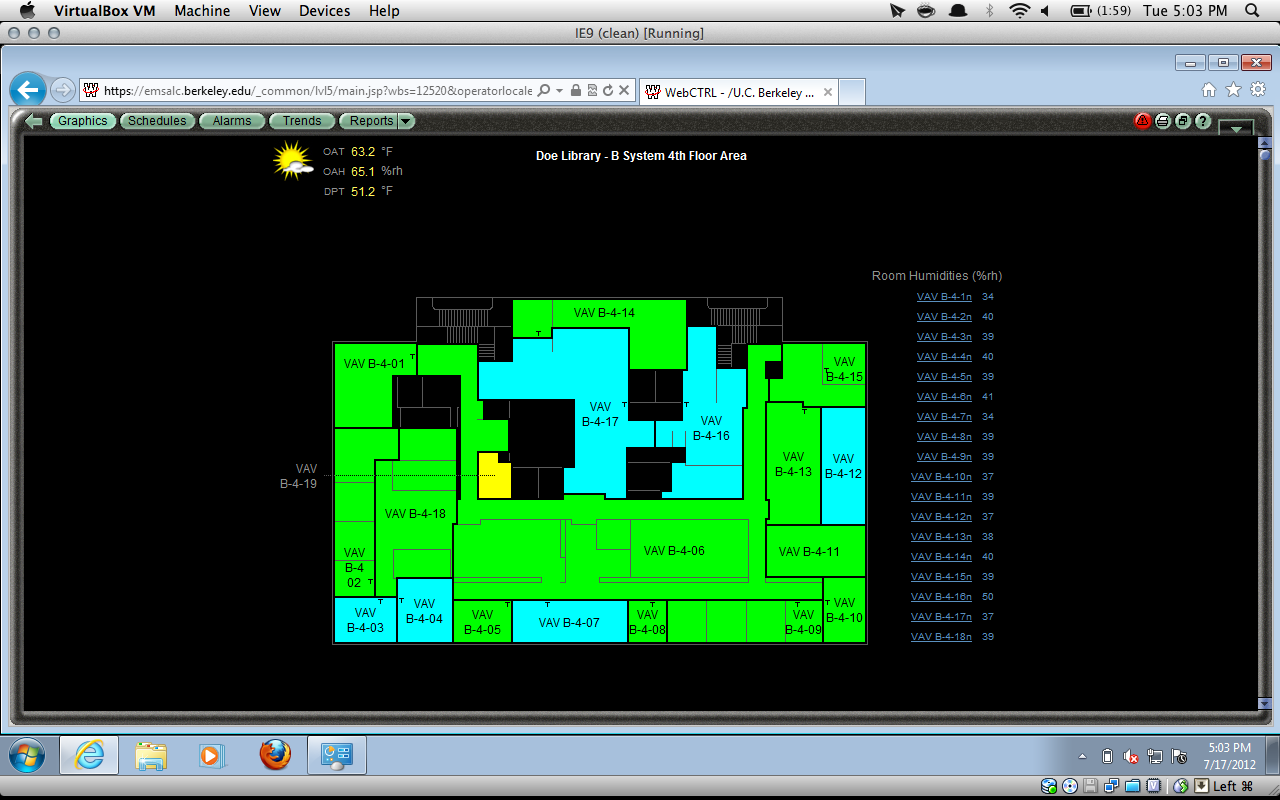 VirtualBox VM Machine View Devices Help (1:59) Tue 5:03 PM
IE9 (clean) [Running]
https://emsalc.berkeley.edu/_common/lvl5/main.jsp?wbs=12520&operatorlocale
WebCTRL - /U.C. Berkeley ...
Graphics Schedules Alarms Trends Reports
OAT 63.2 °F
OAH 65.1 %rh
DPT 51.2 °F
Doe Library - B System 4th Floor Area
VAV B-4-14
VAV B-4-01
VAV
B-4-15
VAV
B-4-17
VAV
B-4-16
VAV
B-4-13
VAV
B-4-12
VAV
B-4-19
VAV B-4-18
VAV B-4-06
VAV B-4-11
VAV
B-4
02
VAV
B-4-03
VAV
B-4-04
VAV
B-4-05
VAV B-4-07
VAV
B-4-08
VAV
B-4-09
VAV
B-4-10
Room Humidities (%rh)
VAV B-4-1n 34
VAV B-4-2n 40
VAV B-4-3n 39
VAV B-4-4n 40
VAV B-4-5n 39
VAV B-4-6n 41
VAV B-4-7n 34
VAV B-4-8n 39
VAV B-4-9n 39
VAV B-4-10n 37
VAV B-4-11n 39
VAV B-4-12n 37
VAV B-4-13n 38
VAV B-4-14n 40
VAV B-4-15n 39
VAV B-4-16n 50
VAV B-4-17n 37
VAV B-4-18n 39
5:03 PM
7/17/2012
Left ⌘